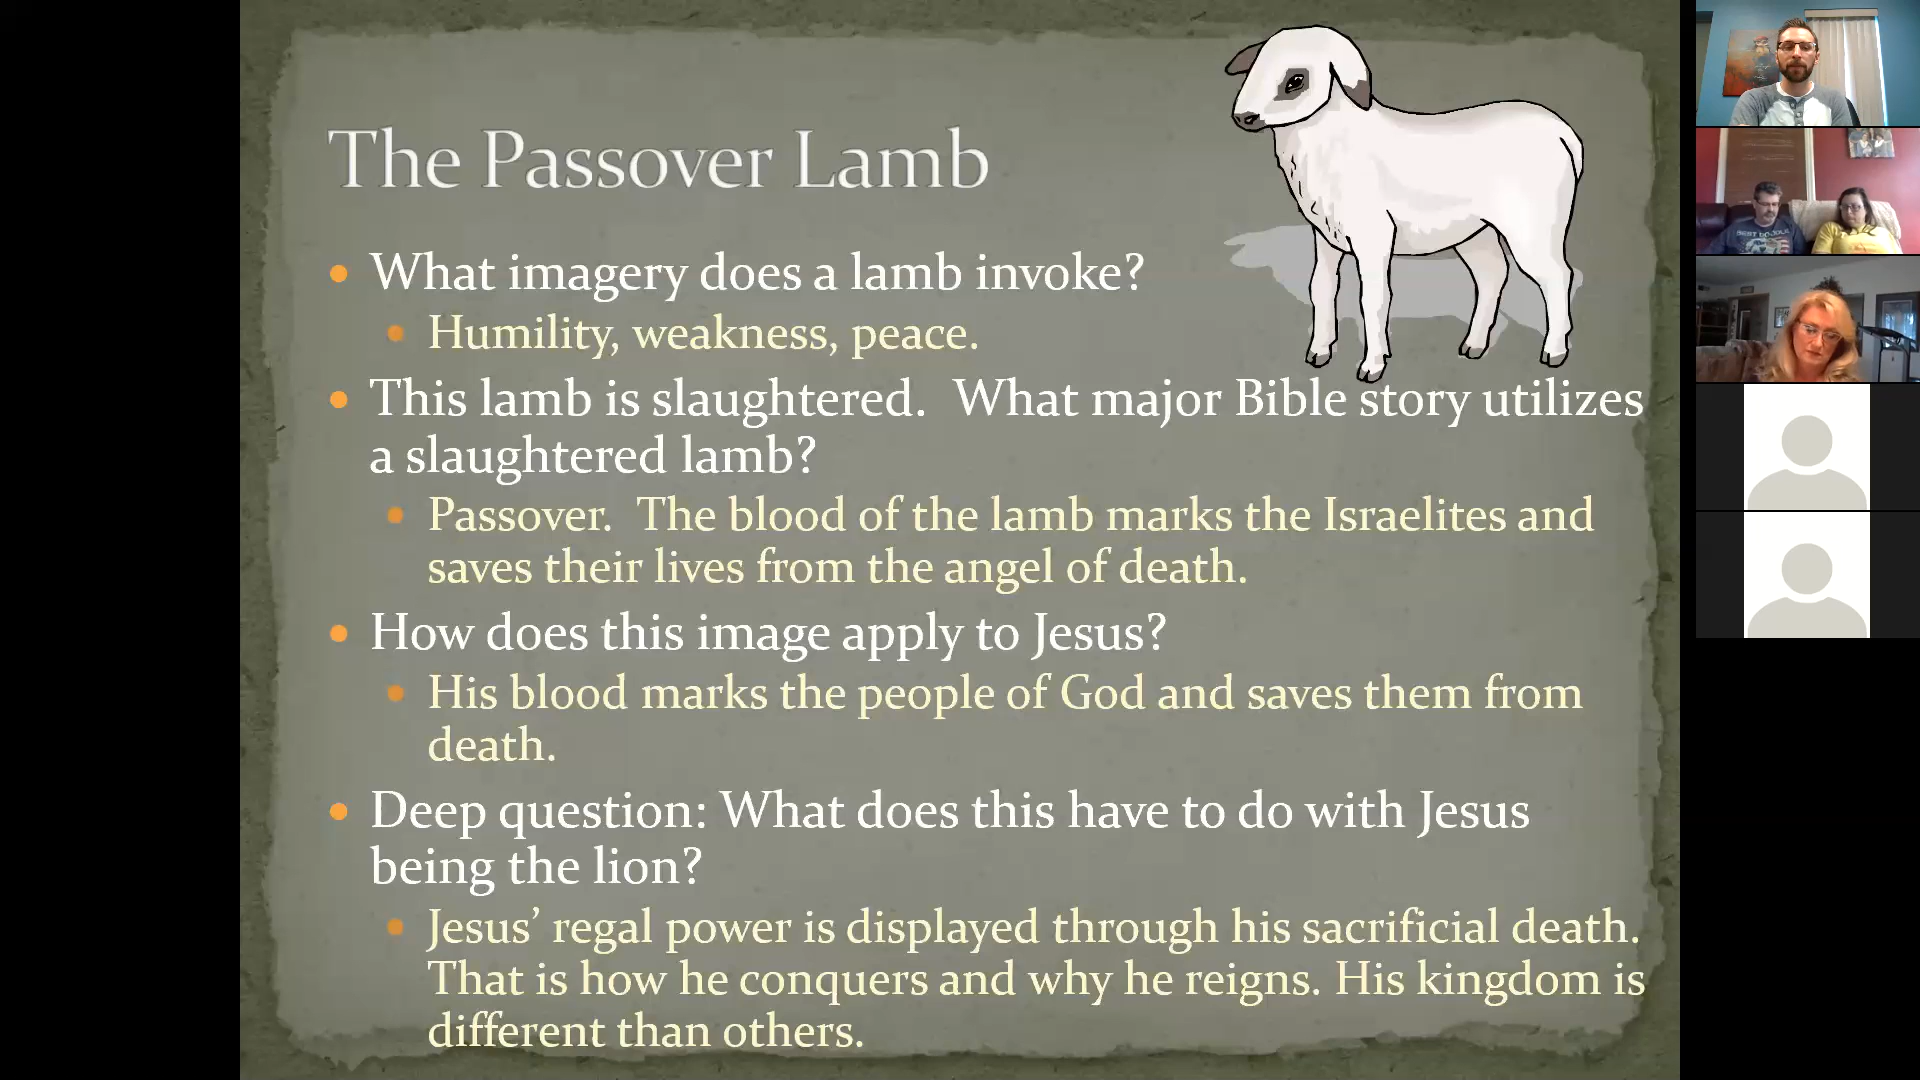 The Passover Lamb
What imagery does a lamb invoke?
Humility, weakness, peace.
This lamb is slaughtered. What major Bible story utilizes
a slaughtered lamb?
Passover. The blood of the lamb marks the Israelites and
saves their lives from the angel of death.
How does this image apply to Jesus?
His blood marks the people of God and saves them from
death.
Deep question: What does this have to do with Jesus
being the lion?
Jesus’ regal power is displayed through his sacrificial death.
That is how he conquers and why he reigns. His kingdom is
different than others.